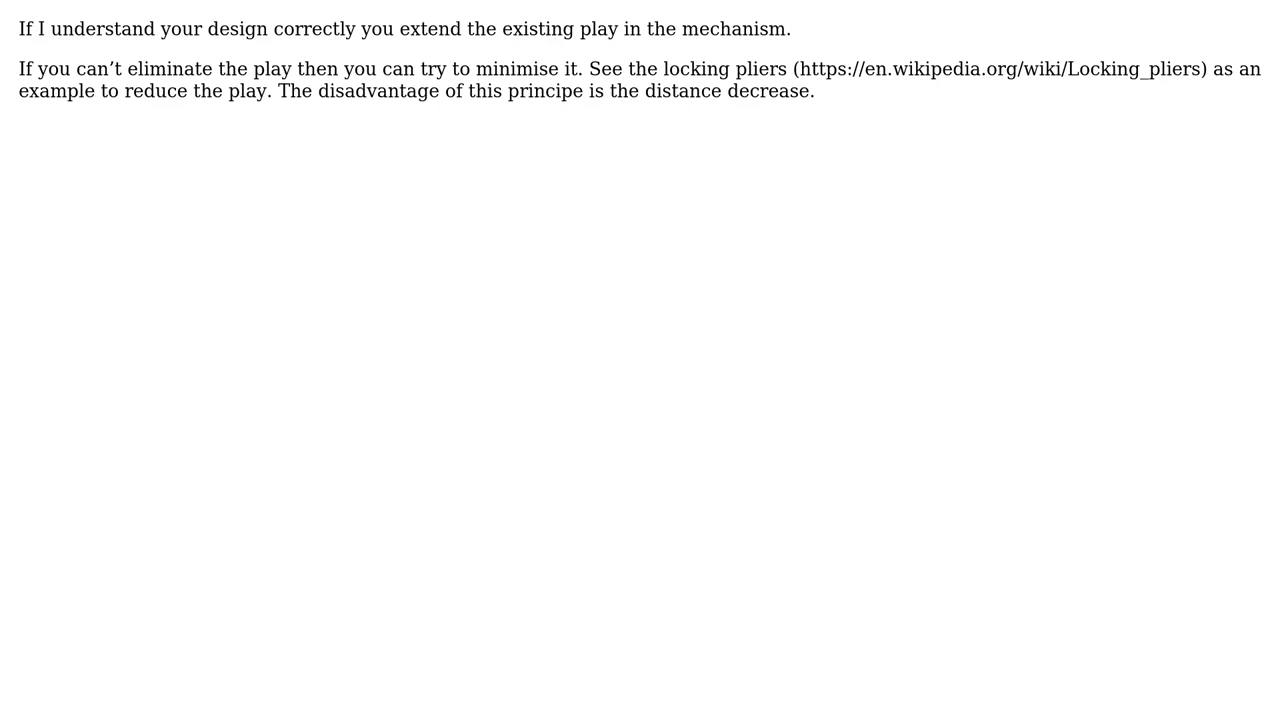 If I understand your design correctly you extend the existing play in the mechanism.
If you can’t eliminate the play then you can try to minimise it. See the locking pliers (https://en.wikipedia.org/wiki/Locking_pliers) as an
example to reduce the play. The disadvantage of this principe is the distance decrease.